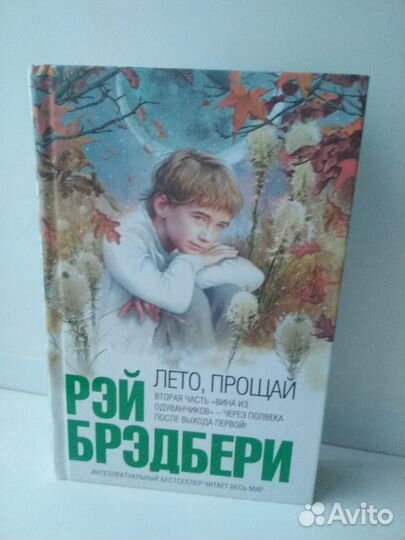 ЛЕТО, ПРОЩАЙ
ВТОРАЯ ЧАСТЬ «ВИНА ИЗ
ОДУВАНЧИКОВ» – ЧЕРЕЗ ПОЛВЕКА
ПОСЛЕ ВЫХОДА ПЕРВОЙ!
РЭЙ
БРЭДБЕРИ
ИНТЕЛЛЕКТУАЛЬНЫЙ БЕСТСЕЛЛЕР ЧИТАЕТ ВЕСЬ МИР
Avito